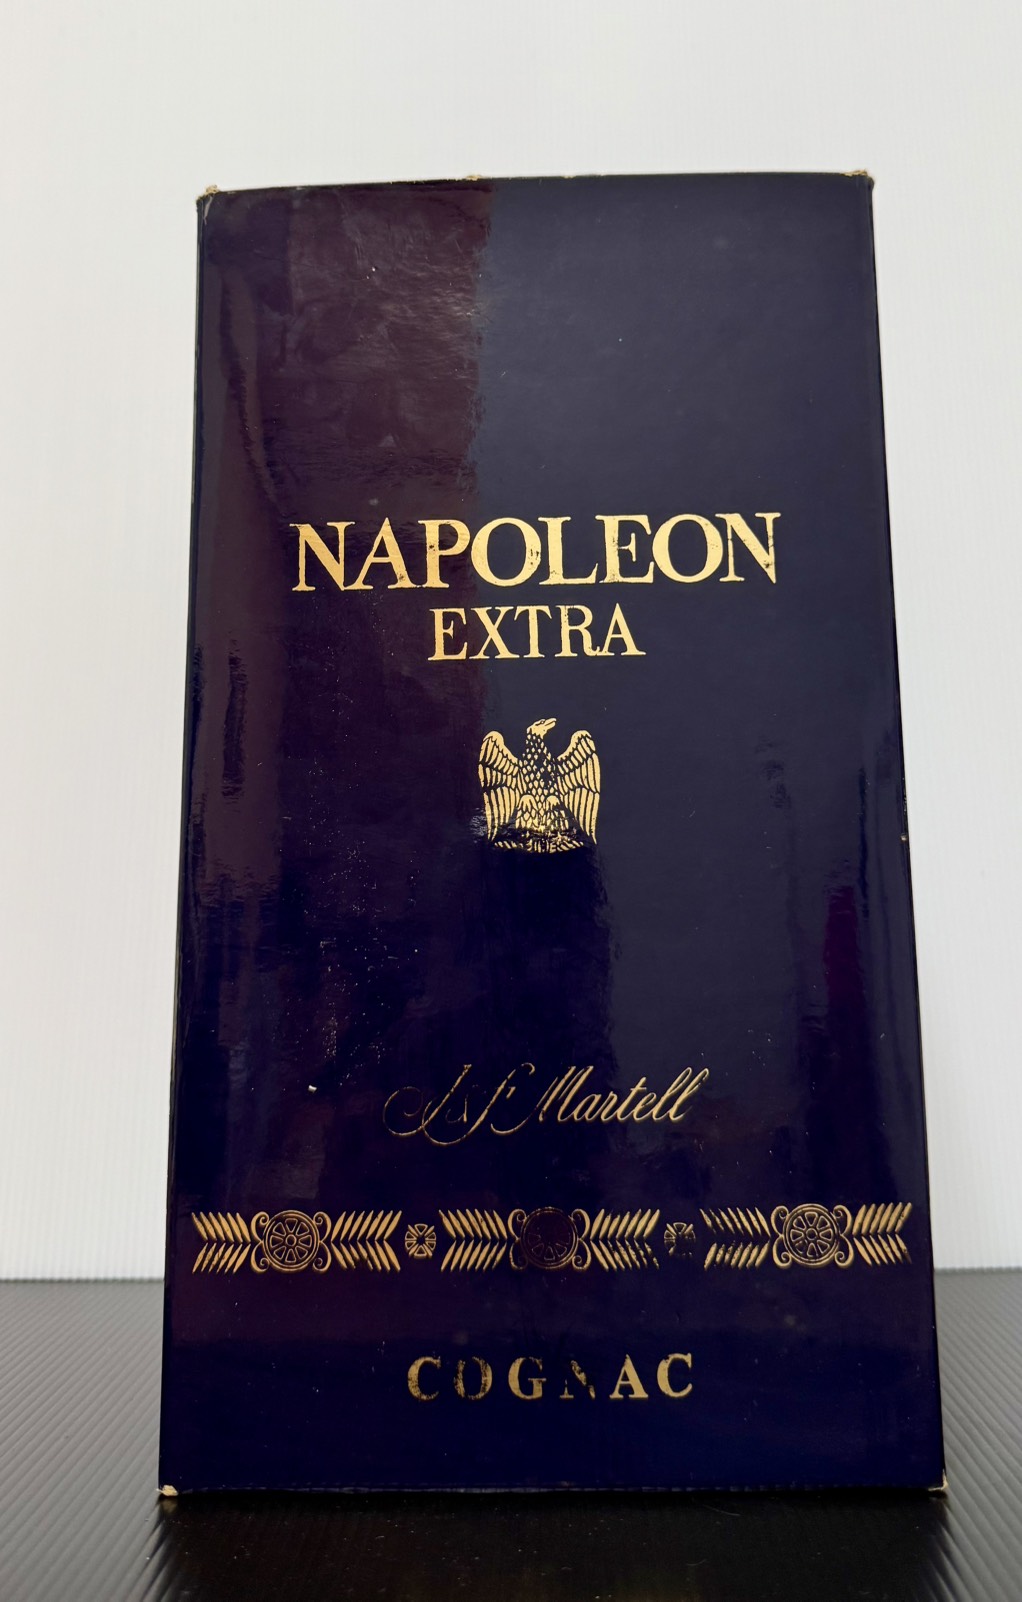 NAPOLEON
EXTRA
J & F Martell
COGNAC